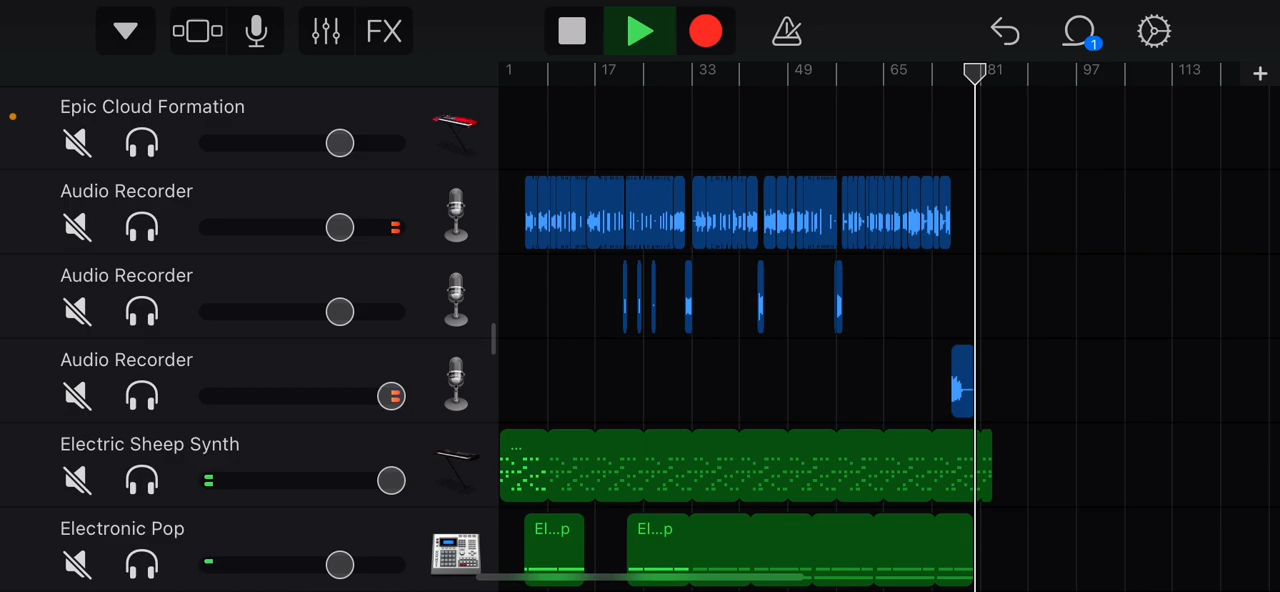 FX
1
1 17 33 49 65 81 97 113 +
Epic Cloud Formation
Audio Recorder
Audio Recorder
Audio Recorder
Electric Sheep Synth
...
Electronic Pop
El...p El...p